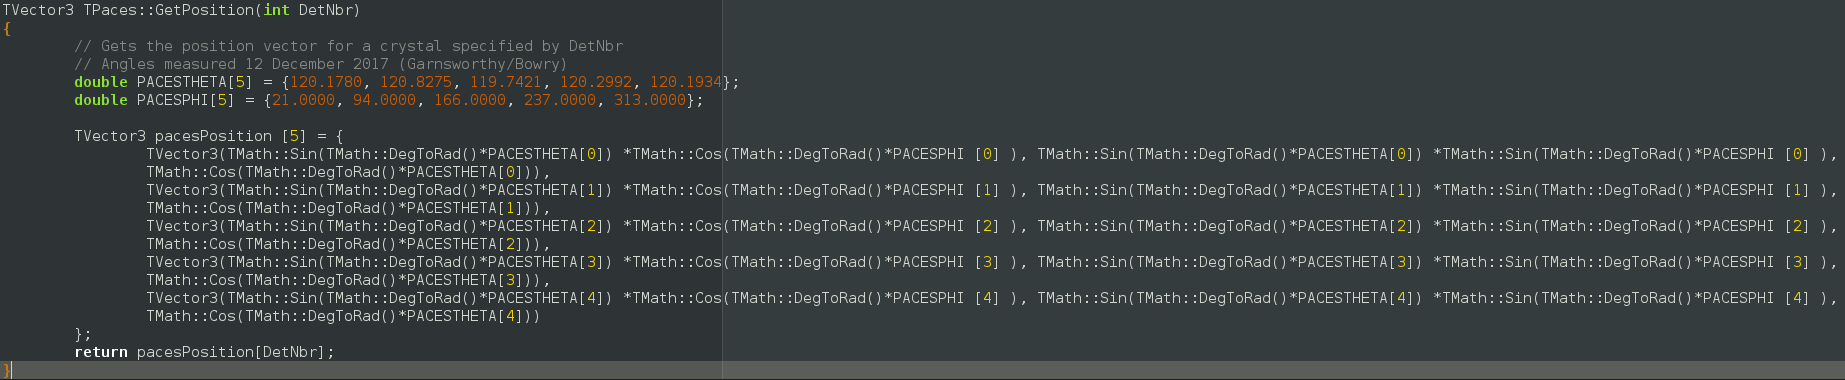 TVector3 TPaces::GetPosition(int DetNbr)
{
// Gets the position vector for a crystal specified by DetNbr
// Angles measured 12 December 2017 (Garnsworthy/Bowry)
double PACESTHETA[5] = {120.1780, 120.8275, 119.7421, 120.2992, 120.1934};
double PACESPHI[5] = {21.0000, 94.0000, 166.0000, 237.0000, 313.0000};
TVector3 pacesPosition [5] = {
TVector3(TMath::Sin(TMath::DegToRad()*PACESTHETA[0]) *TMath::Cos(TMath::DegToRad()*PACESPHI [0] ), TMath::Sin(TMath::DegToRad()*PACESTHETA[0]) *TMath::Sin(TMath::DegToRad()*PACESPHI [0] ),
TMath::Cos(TMath::DegToRad()*PACESTHETA[0])),
TVector3(TMath::Sin(TMath::DegToRad()*PACESTHETA[1]) *TMath::Cos(TMath::DegToRad()*PACESPHI [1] ), TMath::Sin(TMath::DegToRad()*PACESTHETA[1]) *TMath::Sin(TMath::DegToRad()*PACESPHI [1] ),
TMath::Cos(TMath::DegToRad()*PACESTHETA[1])),
TVector3(TMath::Sin(TMath::DegToRad()*PACESTHETA[2]) *TMath::Cos(TMath::DegToRad()*PACESPHI [2] ), TMath::Sin(TMath::DegToRad()*PACESTHETA[2]) *TMath::Sin(TMath::DegToRad()*PACESPHI [2] ),
TMath::Cos(TMath::DegToRad()*PACESTHETA[2])),
TVector3(TMath::Sin(TMath::DegToRad()*PACESTHETA[3]) *TMath::Cos(TMath::DegToRad()*PACESPHI [3] ), TMath::Sin(TMath::DegToRad()*PACESTHETA[3]) *TMath::Sin(TMath::DegToRad()*PACESPHI [3] ),
TMath::Cos(TMath::DegToRad()*PACESTHETA[3])),
TVector3(TMath::Sin(TMath::DegToRad()*PACESTHETA[4]) *TMath::Cos(TMath::DegToRad()*PACESPHI [4] ), TMath::Sin(TMath::DegToRad()*PACESTHETA[4]) *TMath::Sin(TMath::DegToRad()*PACESPHI [4] ),
TMath::Cos(TMath::DegToRad()*PACESTHETA[4]))
};
return pacesPosition[DetNbr];
}